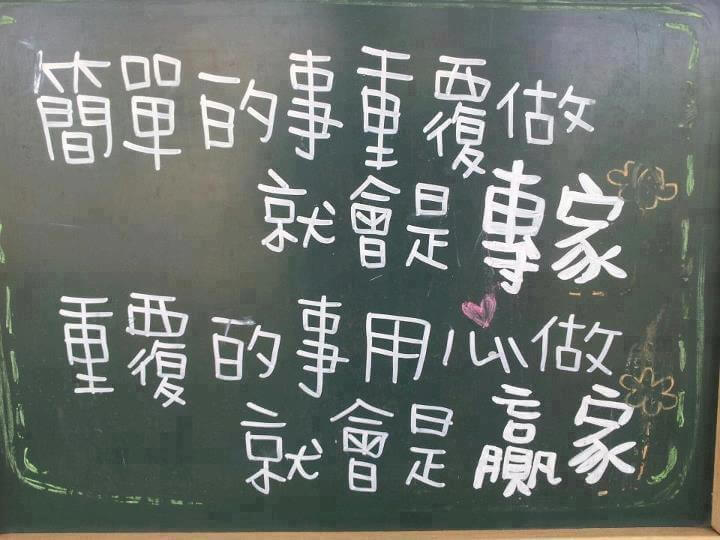 簡單的事重覆做
就會是專家
重覆的事用心做
就會是贏家